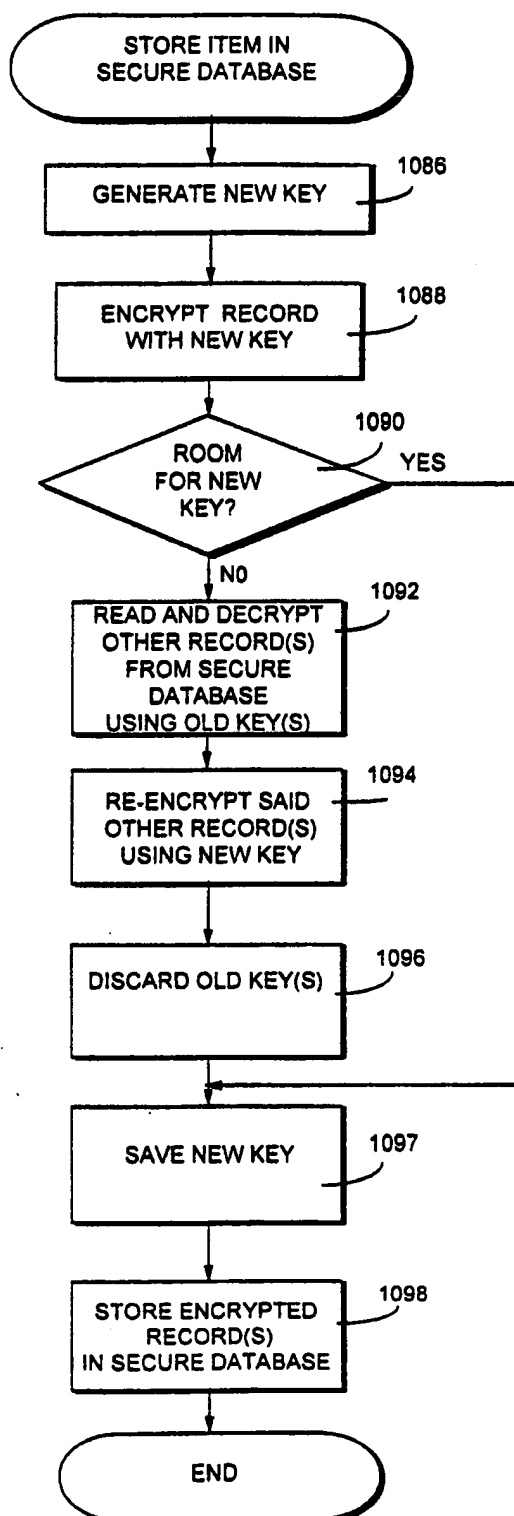 STORE ITEM IN
SECURE DATABASE
1086
GENERATE NEW KEY
1088
ENCRYPT RECORD
WITH NEW KEY
1090
ROOM
FOR NEW
KEY?
YES
NO
1092
READ AND DECRYPT
OTHER RECORD(S)
FROM SECURE
DATABASE
USING OLD KEY(S)
1094
RE-ENCRYPT SAID
OTHER RECORD(S)
USING NEW KEY
1096
DISCARD OLD KEY(S)
SAVE NEW KEY
1097
1098
STORE ENCRYPTED
RECORD(S)
IN SECURE DATABASE
END